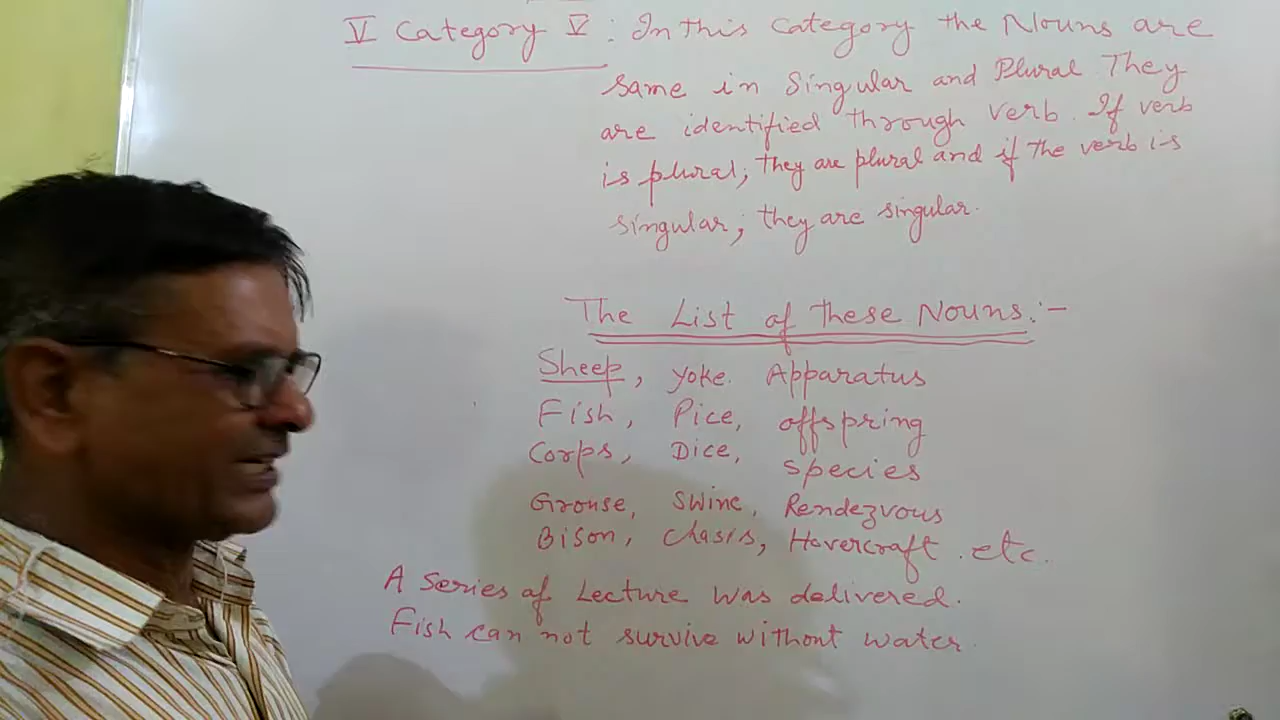 V Category V : In this category the Nouns are
same in Singular and Plural. They
are identified through verb. If verb
is plural, they are plural and if the verb is
singular, they are singular.
The List of these Nouns :-
Sheep, yoke. Apparatus
Fish, Pice, offspring
Corps, Dice, species
Grouse, Swine, Rendezvous
Bison, Chasis, Hovercraft. etc.
A series of Lecture was delivered.
Fish can not survive without water.